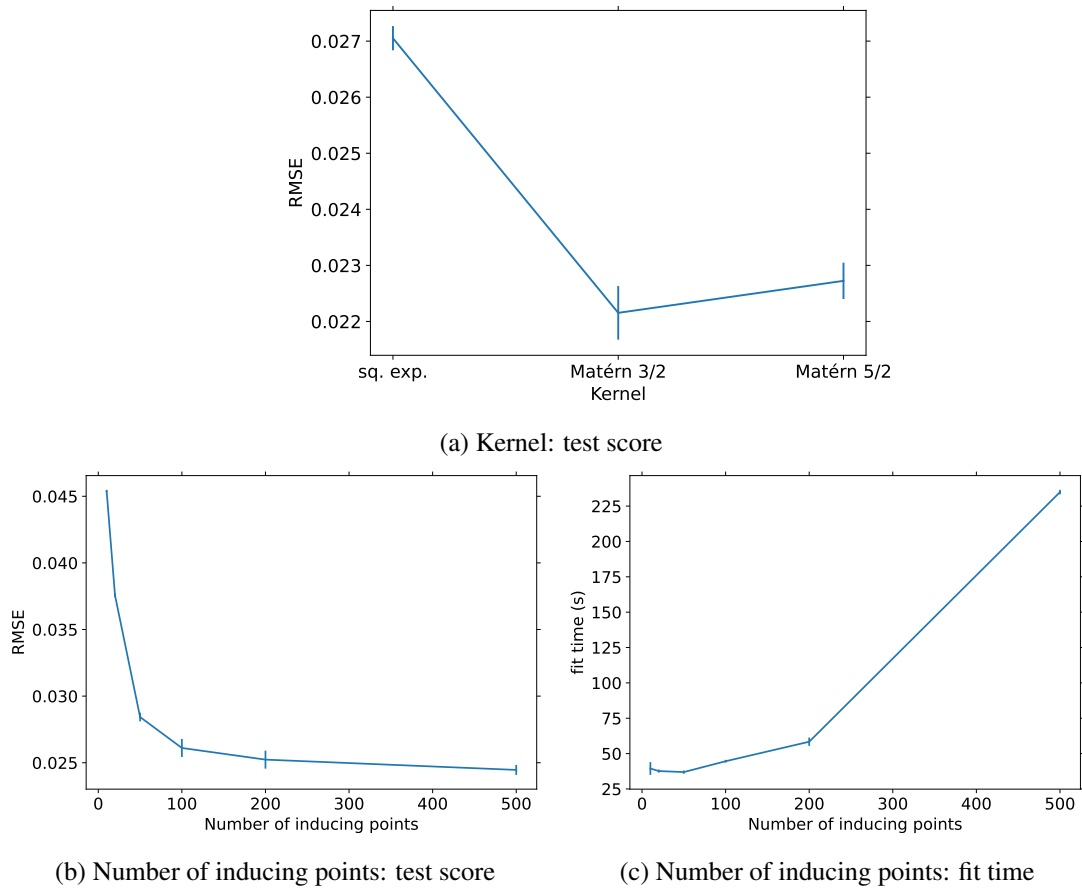 0.027
0.026
0.025
0.024
0.023
0.022
RMSE
sq. exp. Matérn 3/2 Matérn 5/2
Kernel
(a) Kernel: test score
0.045
0.040
0.035
0.030
0.025
RMSE
0 100 200 300 400 500
Number of inducing points
(b) Number of inducing points: test score
225
200
175
150
125
100
75
50
25
fit time (s)
0 100 200 300 400 500
Number of inducing points
(c) Number of inducing points: fit time